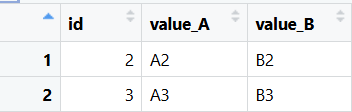 id value_A value_B
1 2 A2 B2
2 3 A3 B3